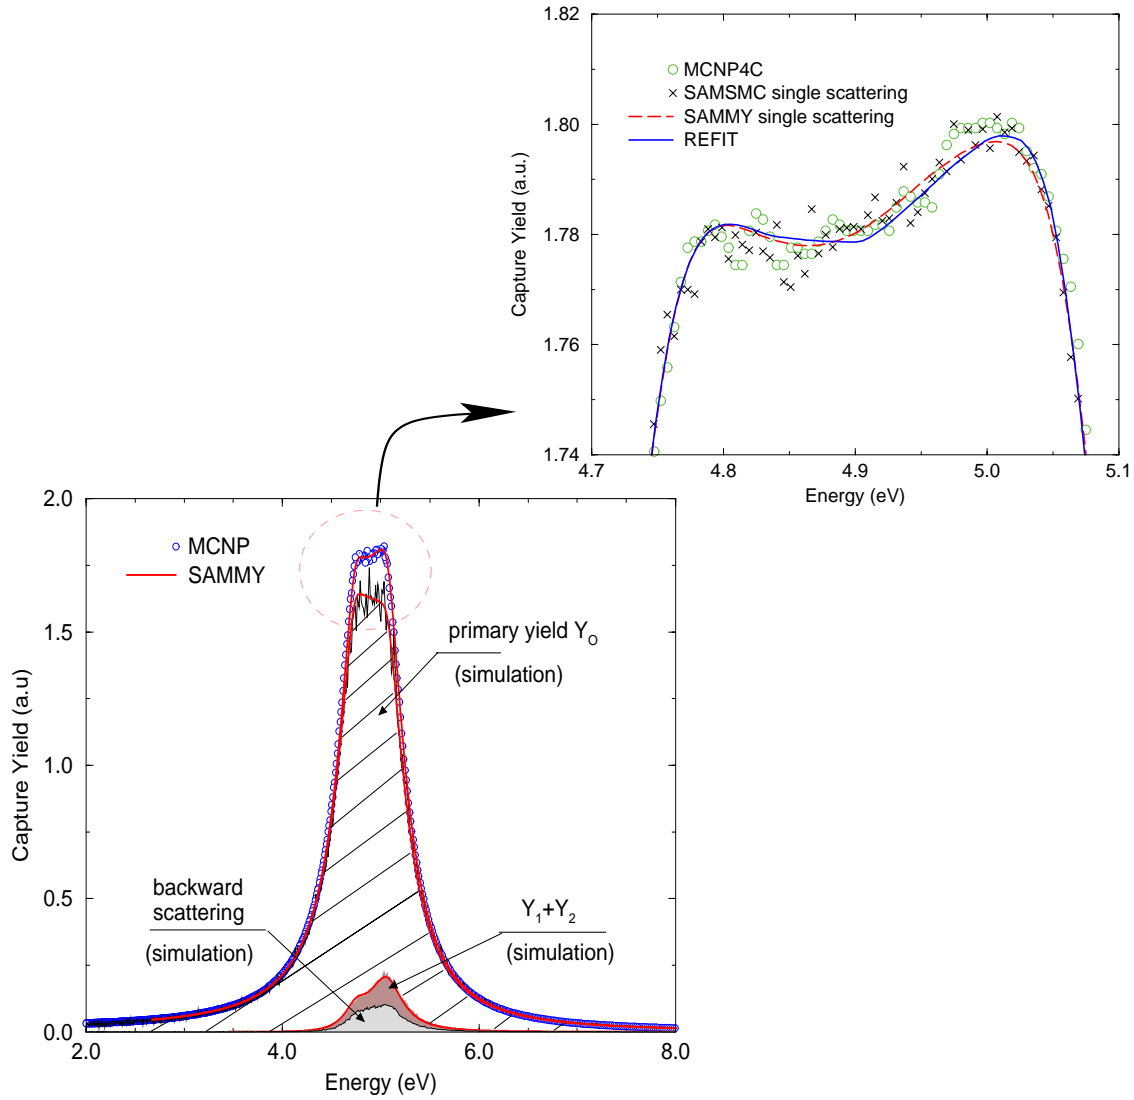 1.82
1.80
1.78
1.76
1.74
Capture Yield (a.u.)
MCNP4C
SAMSMC single scattering
SAMMY single scattering
REFIT
4.7 4.8 4.9 5.0 5.1
Energy (eV)
2.0
1.5
1.0
0.5
0.0
Capture Yield (a.u)
MCNP
SAMMY
primary yield Y_O
(simulation)
backward
scattering
(simulation)
Y_1+Y_2
(simulation)
2.0 4.0 6.0 8.0
Energy (eV)